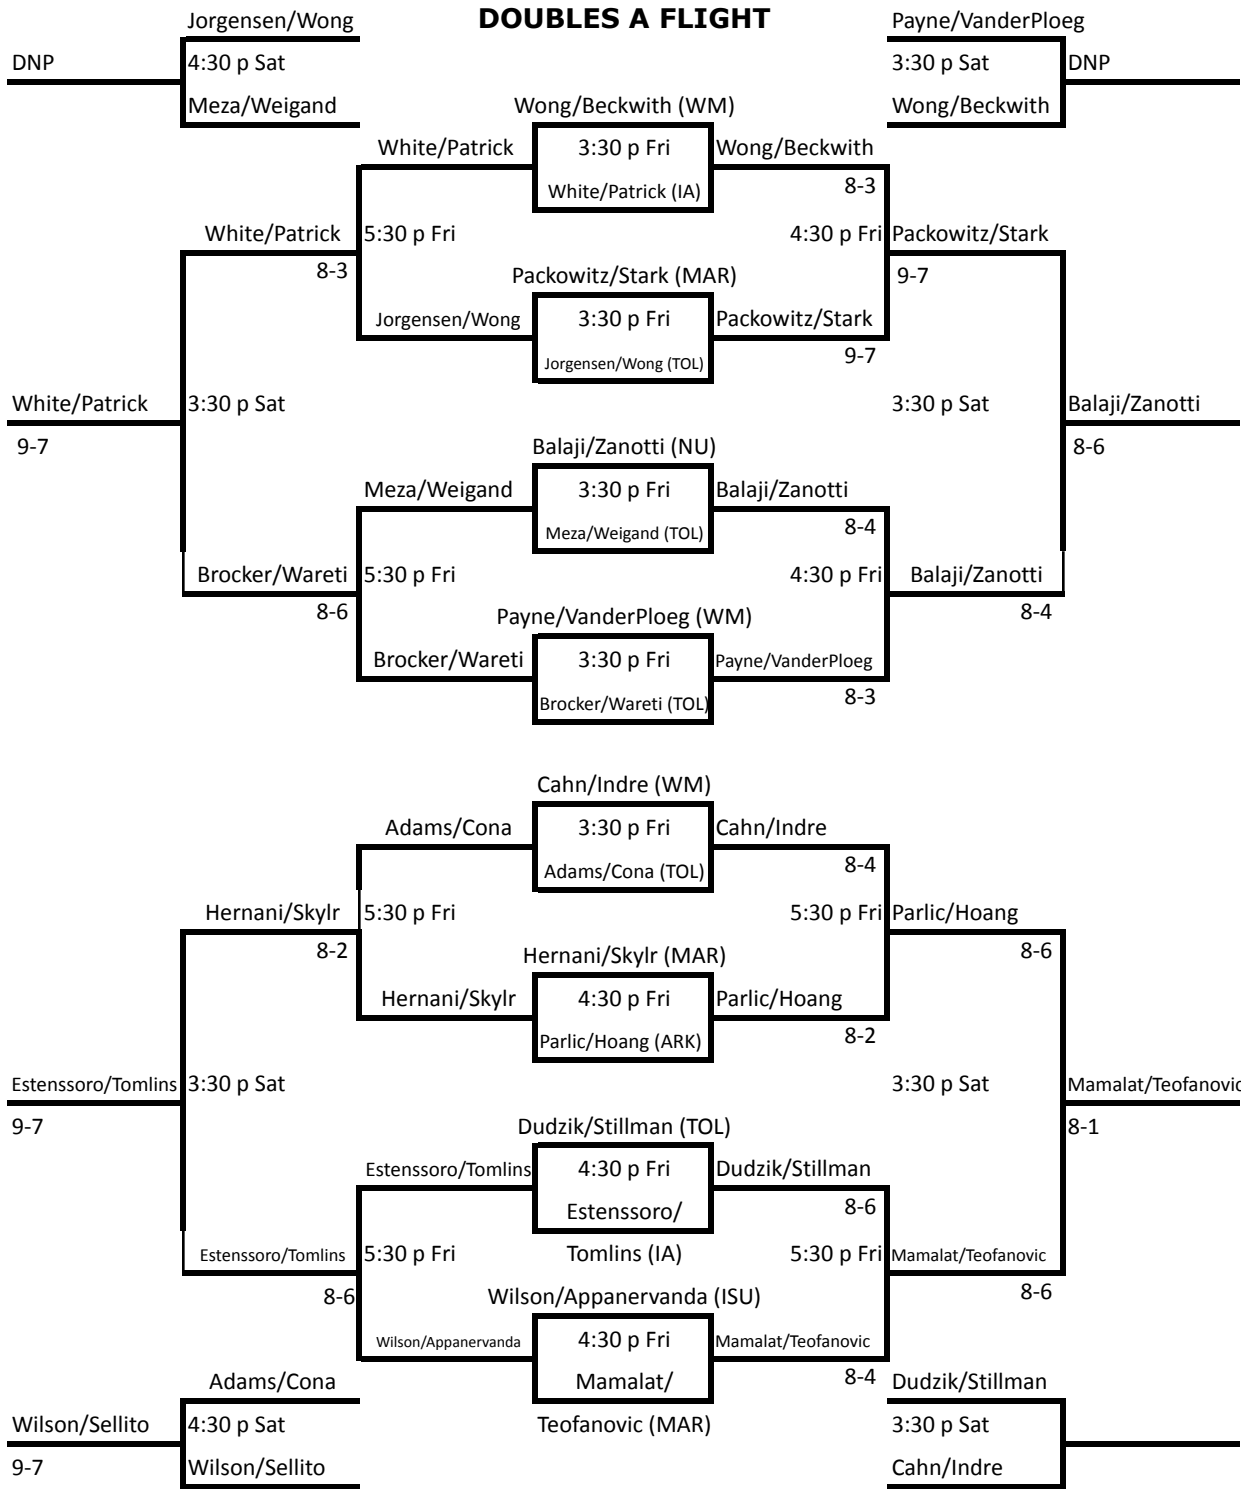 Jorgensen/Wong DOUBLES A FLIGHT Payne/VanderPloeg
DNP 4:30 p Sat 3:30 p Sat DNP
Meza/Weigand Wong/Beckwith (WM) Wong/Beckwith
White/Patrick 3:30 p Fri Wong/Beckwith
White/Patrick (IA) 8-3
White/Patrick 5:30 p Fri 4:30 p Fri Packowitz/Stark
8-3 Packowitz/Stark (MAR) 9-7
Jorgensen/Wong 3:30 p Fri Packowitz/Stark
Jorgensen/Wong (TOL) 9-7
White/Patrick 3:30 p Sat 3:30 p Sat Balaji/Zanotti
9-7 Balaji/Zanotti (NU) 8-6
Meza/Weigand 3:30 p Fri Balaji/Zanotti
Meza/Weigand (TOL) 8-4
Brocker/Wareti 5:30 p Fri 4:30 p Fri Balaji/Zanotti
8-6 Payne/VanderPloeg (WM) 8-4
Brocker/Wareti 3:30 p Fri Payne/VanderPloeg
Brocker/Wareti (TOL) 8-3
Cahn/Indre (WM)
Adams/Cona 3:30 p Fri Cahn/Indre
Adams/Cona (TOL) 8-4
Hernani/Skylr 5:30 p Fri 5:30 p Fri Parlic/Hoang
8-2 Hernani/Skylr (MAR) 8-6
Hernani/Skylr 4:30 p Fri Parlic/Hoang
Parlic/Hoang (ARK) 8-2
Estenssoro/Tomlins 3:30 p Sat 3:30 p Sat Mamalat/Teofanovic
9-7 Dudzik/Stillman (TOL) 8-1
Estenssoro/Tomlins 4:30 p Fri Dudzik/Stillman
Estenssoro/ 8-6
Estenssoro/Tomlins 5:30 p Fri Tomlins (IA) 5:30 p Fri Mamalat/Teofanovic
8-6 Wilson/Appanervanda (ISU) 8-6
Wilson/Appanervanda 4:30 p Fri Mamalat/Teofanovic
Adams/Cona Mamalat/ 8-4 Dudzik/Stillman
Wilson/Sellito 4:30 p Sat Teofanovic (MAR) 3:30 p Sat
9-7 Wilson/Sellito Cahn/Indre